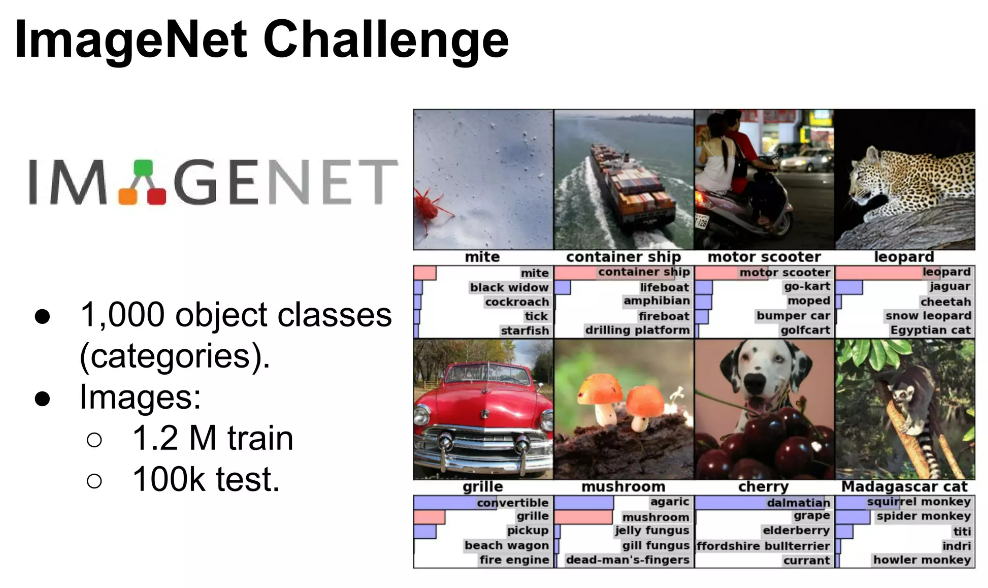 ImageNet Challenge
IMAGENET
● 1,000 object classes
(categories).
● Images:
○ 1.2 M train
○ 100k test.
mite container ship motor scooter leopard
mite container ship motor scooter leopard
black widow lifeboat go-kart jaguar
cockroach amphibian moped cheetah
tick fireboat bumper car snow leopard
starfish drilling platform golfcart Egyptian cat
grille mushroom cherry Madagascar cat
convertible agaric dalmatian squirrel monkey
grille mushroom grape spider monkey
pickup jelly fungus elderberry titi
beach wagon gill fungus ffordshire bullterrier indri
fire engine dead-man's-fingers currant howler monkey